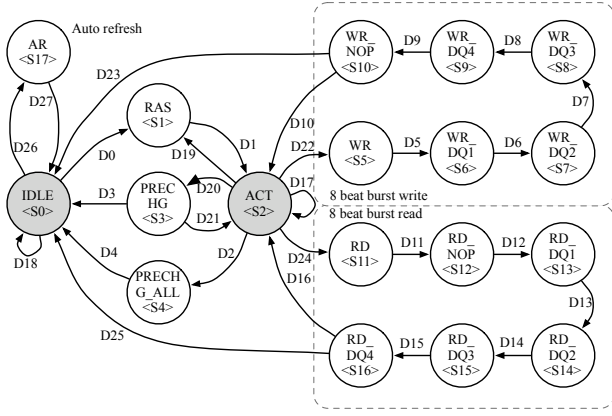 AR
<S17>
Auto refresh
D23
D27
D26
D0
RAS
<S1>
D1
D19
IDLE
<S0>
D18
D3
PREC
HG
<S3>
D20
D21
ACT
<S2>
D17
D4
PRECH
G_ALL
<S4>
D2
D25
WR_
NOP
<S10>
D9
WR_
DQ4
<S9>
D8
WR_
DQ3
<S8>
D7
D10
D22
WR
<S5>
D5
WR_
DQ1
<S6>
D6
WR_
DQ2
<S7>
8 beat burst write
8 beat burst read
D24
RD
<S11>
D11
RD_
NOP
<S12>
D12
RD_
DQ1
<S13>
D13
D16
RD_
DQ4
<S16>
D15
RD_
DQ3
<S15>
D14
RD_
DQ2
<S14>